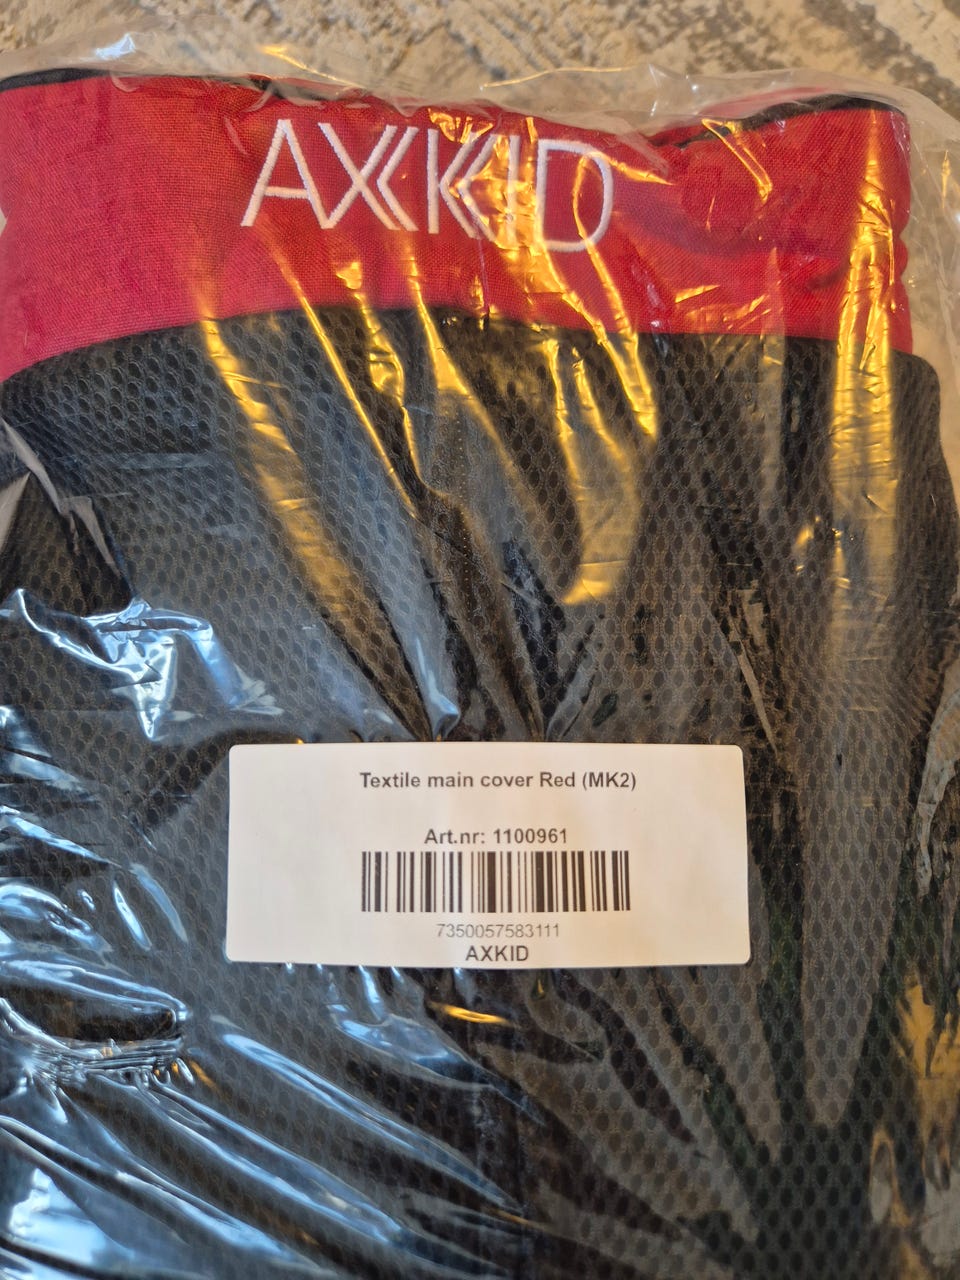 AXKID
Textile main cover Red (MK2)
Art.nr: 1100961
7350057583111
AXKID